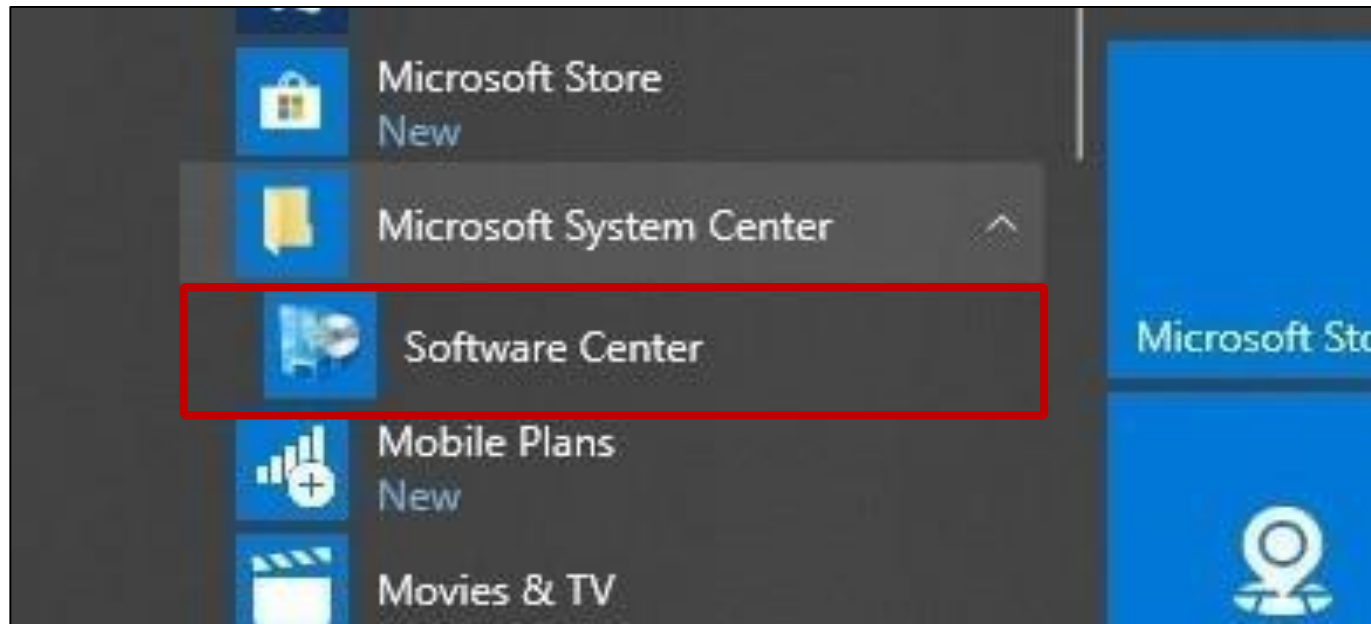 Microsoft Store
New
Microsoft System Center
Software Center
Mobile Plans
New
Movies & TV
Microsoft Sto